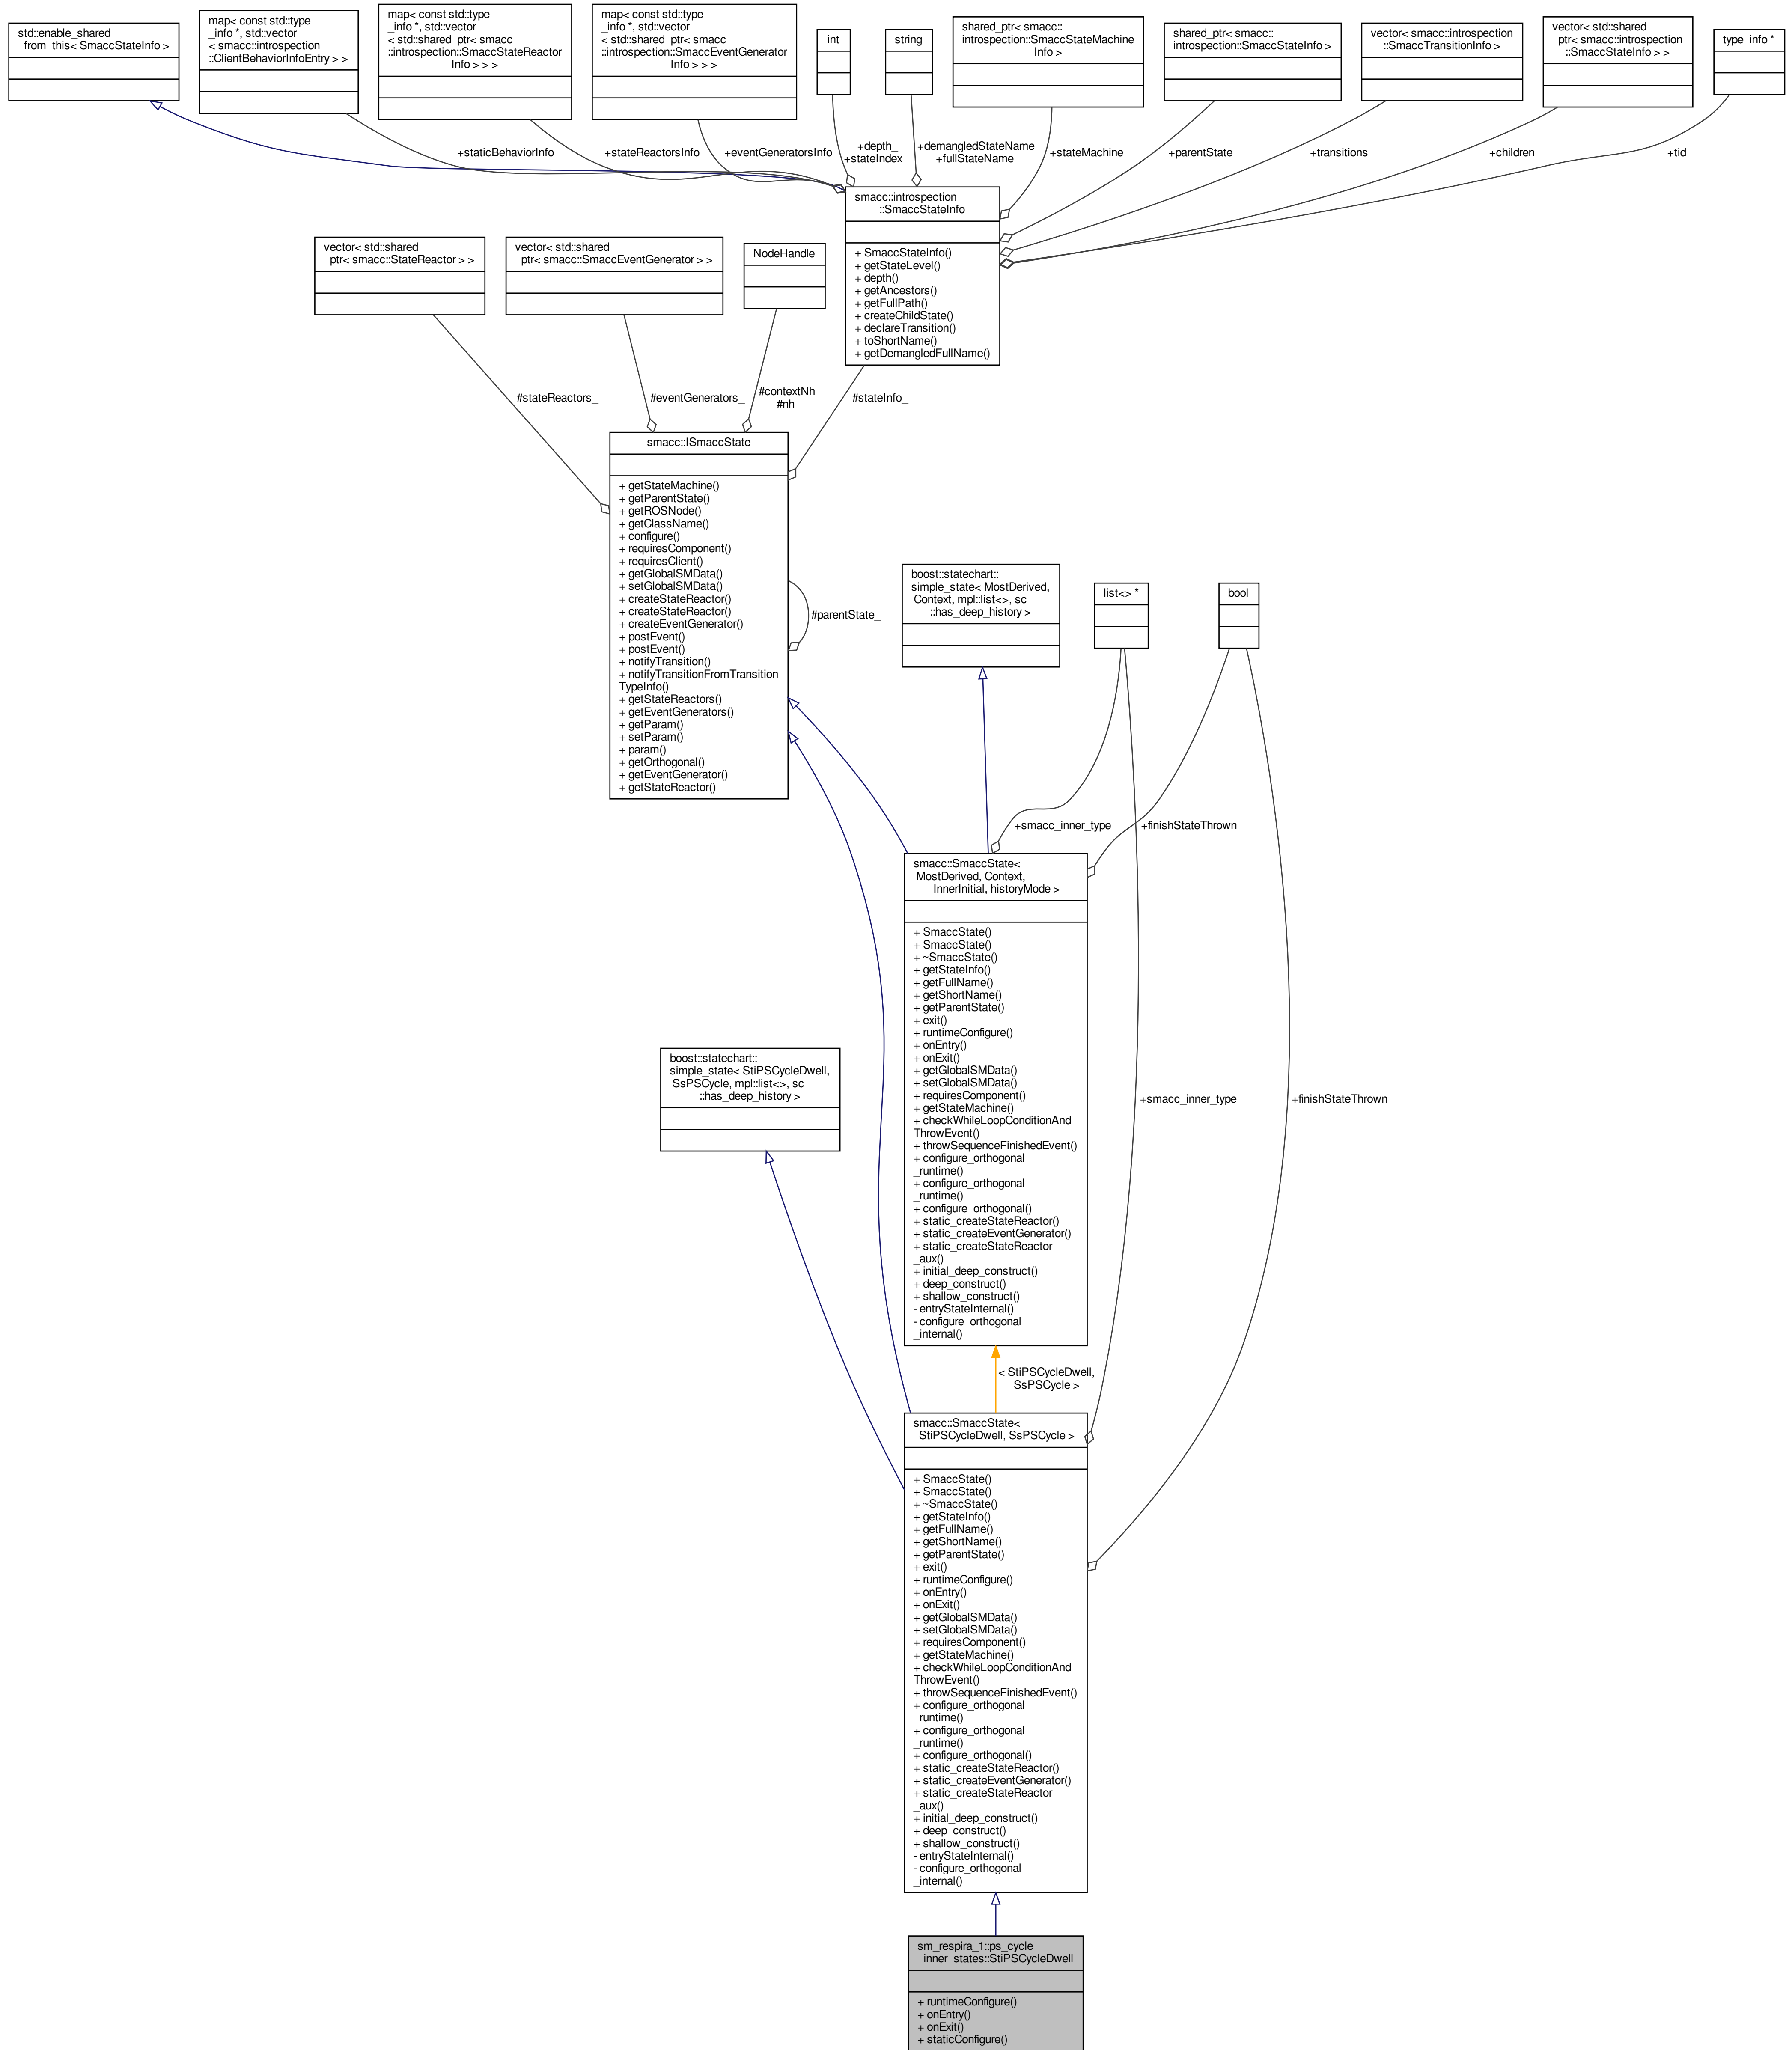 std::enable_shared
_from_this< SmaccStateInfo >
map< const std::type
_info *, std::vector
< smacc::introspection
::ClientBehaviorInfoEntry > >
map< const std::type
_info *, std::vector
< std::shared_ptr< smacc
::introspection::SmaccStateReactor
Info > > >
map< const std::type
_info *, std::vector
< std::shared_ptr< smacc
::introspection::SmaccEventGenerator
Info > > >
int
string
shared_ptr< smacc::
introspection::SmaccStateMachine
Info >
shared_ptr< smacc::
introspection::SmaccStateInfo >
vector< smacc::introspection
::SmaccTransitionInfo >
vector< std::shared
_ptr< smacc::introspection
::SmaccStateInfo > >
type_info *
+staticBehaviorInfo
+stateReactorsInfo
+eventGeneratorsInfo
+depth_
+stateIndex_
+demangledStateName
+fullStateName
+stateMachine_
+parentState_
+transitions_
+children_
+tid_
smacc::introspection
::SmaccStateInfo
+ SmaccStateInfo()
+ getStateLevel()
+ depth()
+ getAncestors()
+ getFullPath()
+ createChildState()
+ declareTransition()
+ toShortName()
+ getDemangledFullName()
vector< std::shared
_ptr< smacc::StateReactor > >
vector< std::shared
_ptr< smacc::SmaccEventGenerator > >
NodeHandle
#stateReactors_
#eventGenerators_
#contextNh
#nh
#stateInfo_
smacc::ISmaccState
+ getStateMachine()
+ getParentState()
+ getROSNode()
+ getClassName()
+ configure()
+ requiresComponent()
+ requiresClient()
+ getGlobalSMData()
+ setGlobalSMData()
+ createStateReactor()
+ createStateReactor()
+ createEventGenerator()
+ postEvent()
+ postEvent()
+ notifyTransition()
+ notifyTransitionFromTransition
TypeInfo()
+ getStateReactors()
+ getEventGenerators()
+ getParam()
+ setParam()
+ param()
+ getOrthogonal()
+ getEventGenerator()
+ getStateReactor()
#parentState_
boost::statechart::
simple_state< MostDerived,
Context, mpl::list<>, sc
::has_deep_history >
list<> *
bool
+smacc_inner_type
+finishStateThrown
smacc::SmaccState<
MostDerived, Context,
InnerInitial, historyMode >
+ SmaccState()
+ SmaccState()
+ ~SmaccState()
+ getStateInfo()
+ getFullName()
+ getShortName()
+ getParentState()
+ exit()
+ runtimeConfigure()
+ onEntry()
+ onExit()
+ getGlobalSMData()
+ setGlobalSMData()
+ requiresComponent()
+ getStateMachine()
+ checkWhileLoopConditionAnd
ThrowEvent()
+ throwSequenceFinishedEvent()
+ configure_orthogonal
_runtime()
+ configure_orthogonal
_runtime()
+ configure_orthogonal()
+ static_createStateReactor()
+ static_createEventGenerator()
+ static_createStateReactor
_aux()
+ initial_deep_construct()
+ deep_construct()
+ shallow_construct()
- entryStateInternal()
- configure_orthogonal
_internal()
boost::statechart::
simple_state< StiPSCycleDwell,
SsPSCycle, mpl::list<>, sc
::has_deep_history >
+smacc_inner_type
+finishStateThrown
< StiPSCycleDwell,
SsPSCycle >
smacc::SmaccState<
StiPSCycleDwell, SsPSCycle >
+ SmaccState()
+ SmaccState()
+ ~SmaccState()
+ getStateInfo()
+ getFullName()
+ getShortName()
+ getParentState()
+ exit()
+ runtimeConfigure()
+ onEntry()
+ onExit()
+ getGlobalSMData()
+ setGlobalSMData()
+ requiresComponent()
+ getStateMachine()
+ checkWhileLoopConditionAnd
ThrowEvent()
+ throwSequenceFinishedEvent()
+ configure_orthogonal
_runtime()
+ configure_orthogonal
_runtime()
+ configure_orthogonal()
+ static_createStateReactor()
+ static_createEventGenerator()
+ static_createStateReactor
_aux()
+ initial_deep_construct()
+ deep_construct()
+ shallow_construct()
- entryStateInternal()
- configure_orthogonal
_internal()
sm_respira_1::ps_cycle
_inner_states::StiPSCycleDwell
+ runtimeConfigure()
+ onEntry()
+ onExit()
+ staticConfigure()